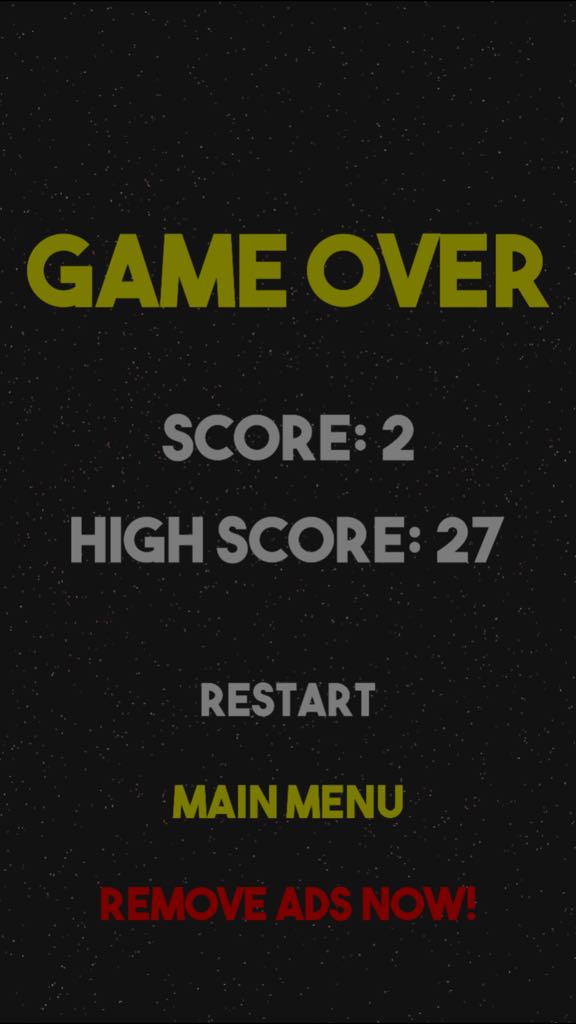 GAME OVER
SCORE: 2
HIGH SCORE: 27
RESTART
MAIN MENU
REMOVE ADS NOW!